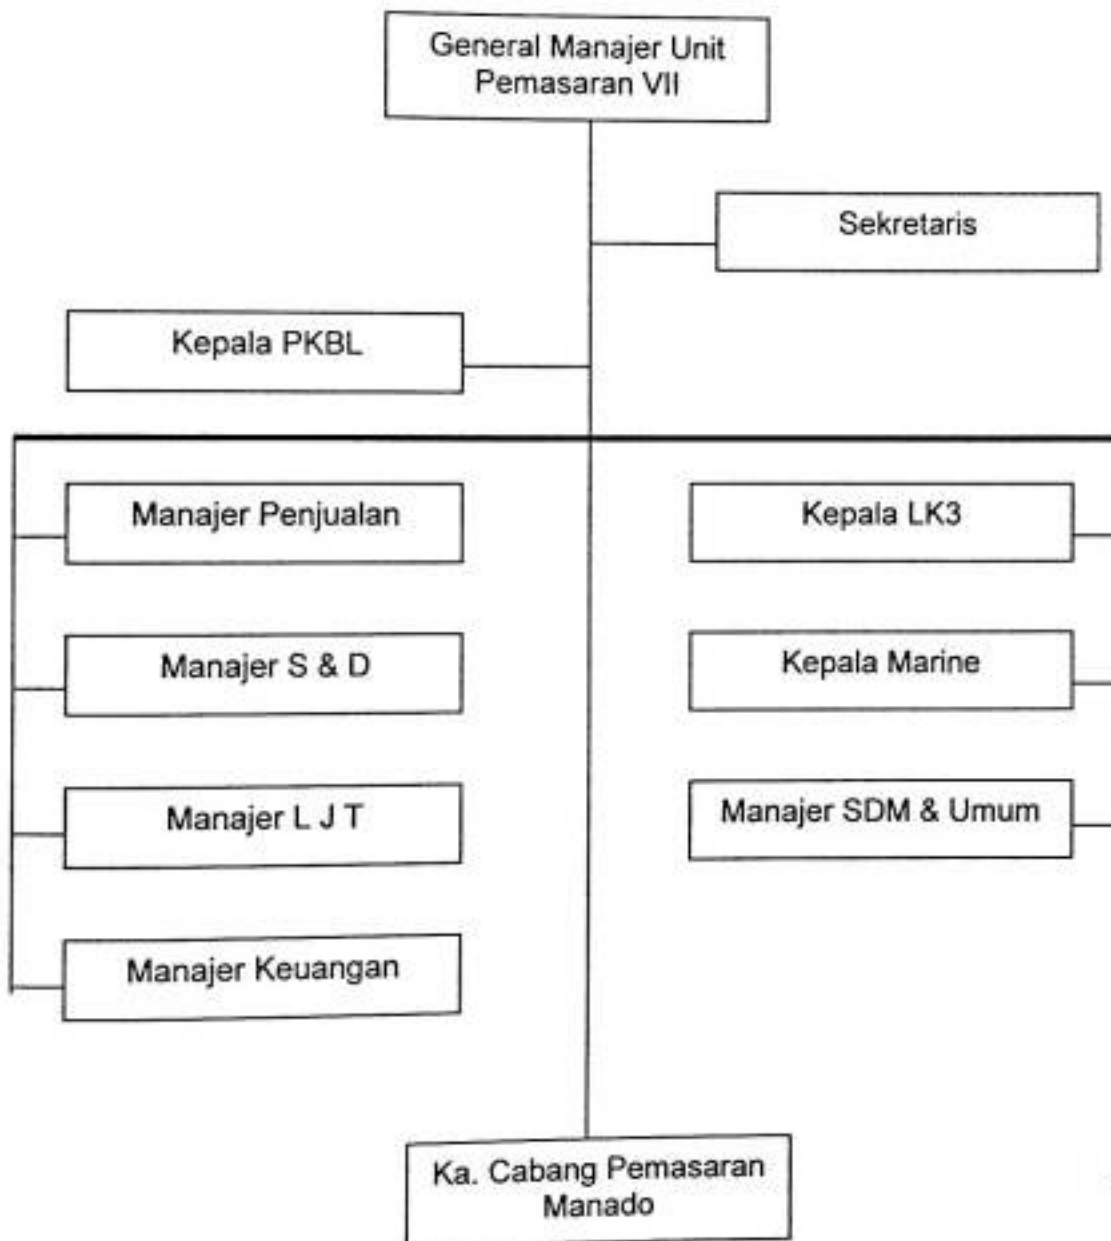 General Manajer Unit
Pemasaran VII
Sekretaris
Kepala PKBL
Manajer Penjualan
Kepala LK3
Manajer S & D
Kepala Marine
Manajer L J T
Manajer SDM & Umum
Manajer Keuangan
Ka. Cabang Pemasaran
Manado